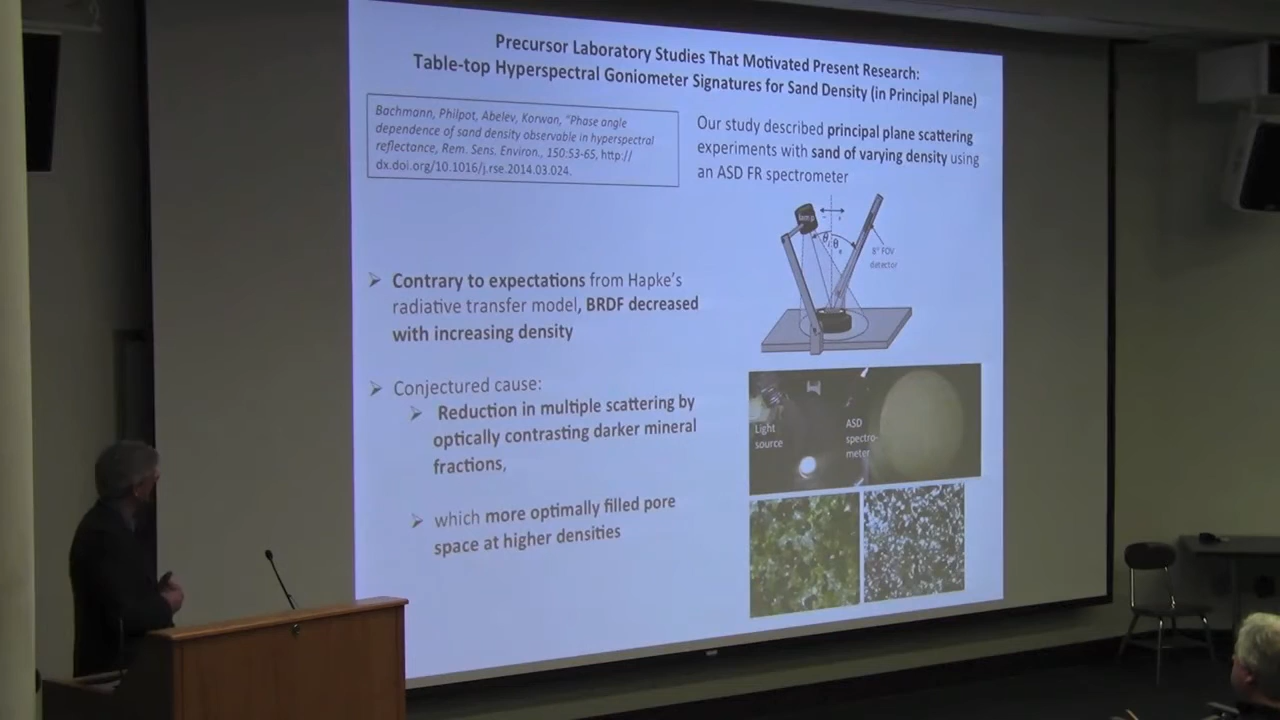 Precursor Laboratory Studies That Motivated Present Research:
Table-top Hyperspectral Goniometer Signatures for Sand Density (in Principal Plane)
Bachmann, Philpot, Abelev, Korwan, "Phase angle
dependence of sand density observable in hyperspectral
reflectance, Rem. Sens. Environ., 150:53-65, http://
dx.doi.org/10.1016/j.rse.2014.03.024.
Our study described principal plane scattering
experiments with sand of varying density using
an ASD FR spectrometer
➢ Contrary to expectations from Hapke's
radiative transfer model, BRDF decreased
with increasing density
➢ Conjectured cause:
➢ Reduction in multiple scattering by
optically contrasting darker mineral
fractions,
➢ which more optimally filled pore
space at higher densities
lamp
8° FOV
detector
Light
source
ASD
spectro-
meter